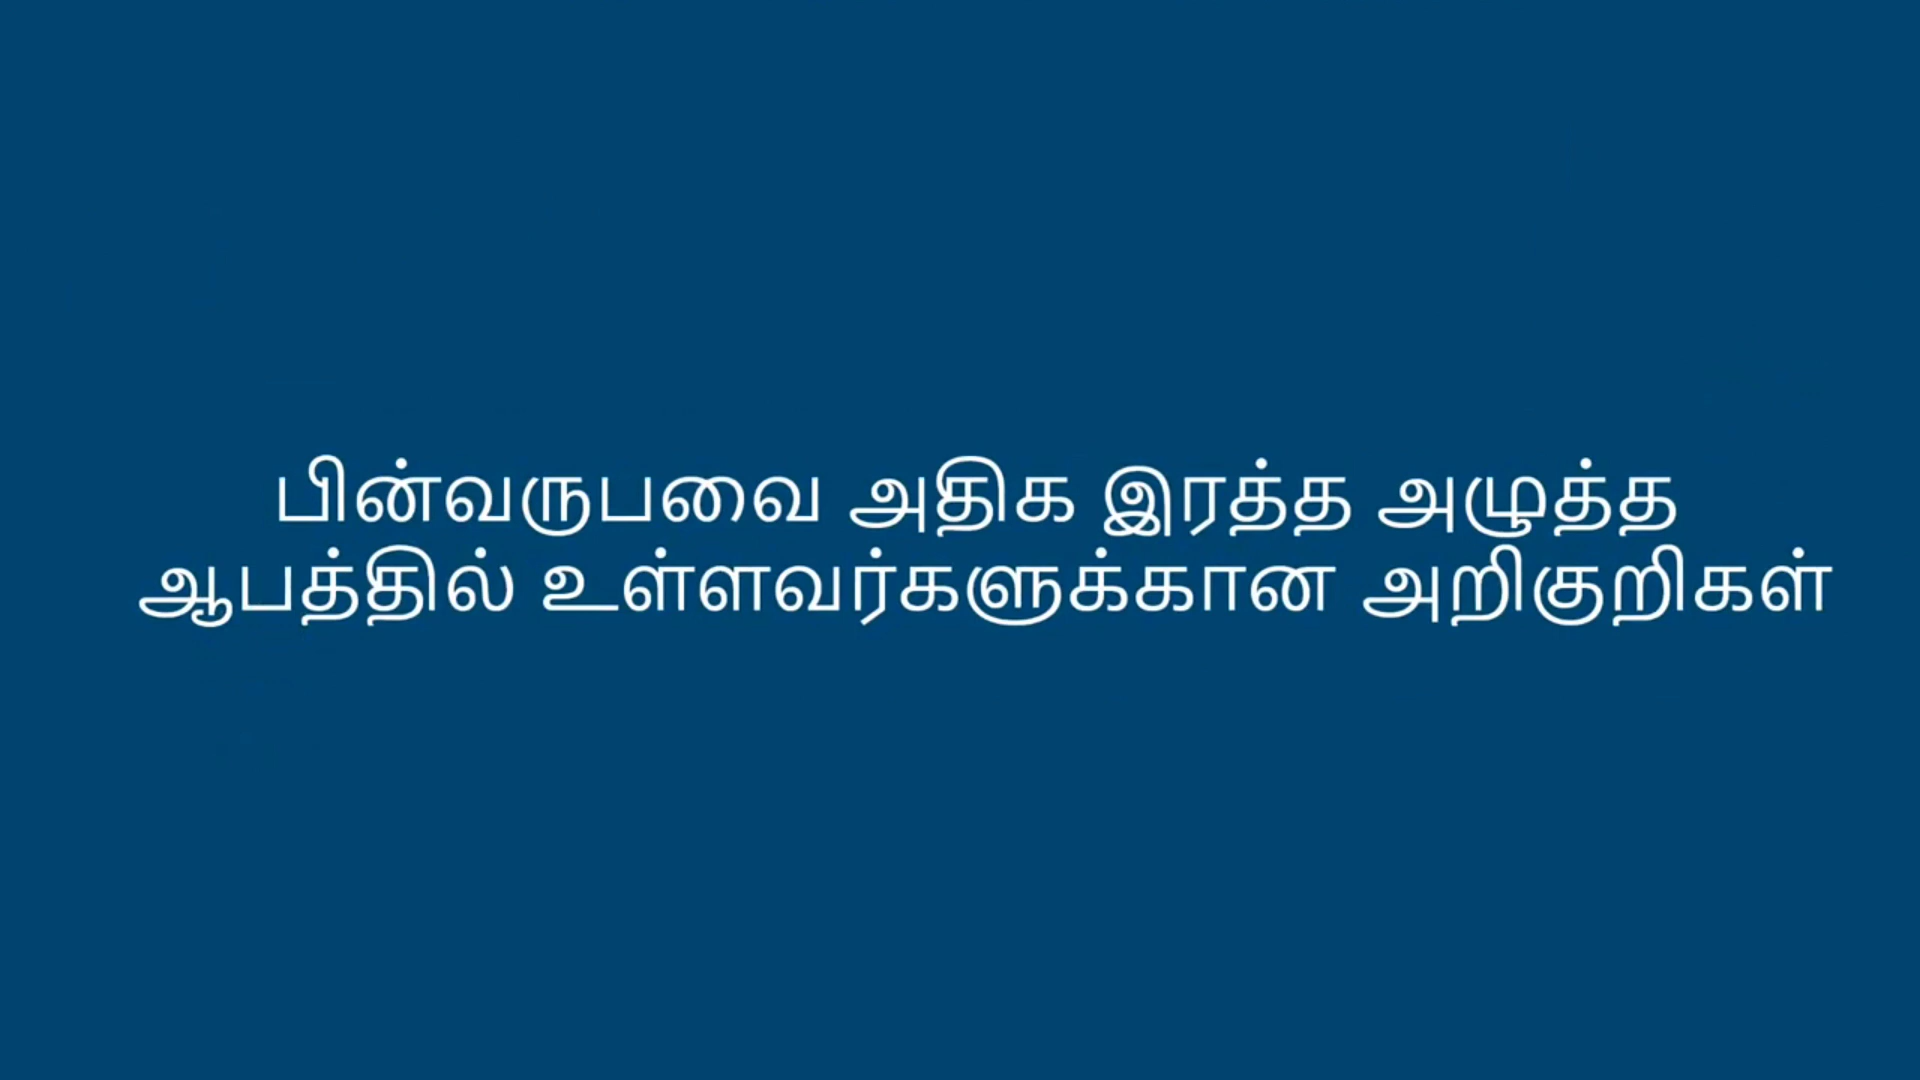 பின்வருபவை அதிக இரத்த அழுத்த
ஆபத்தில் உள்ளவர்களுக்கான அறிகுறிகள்